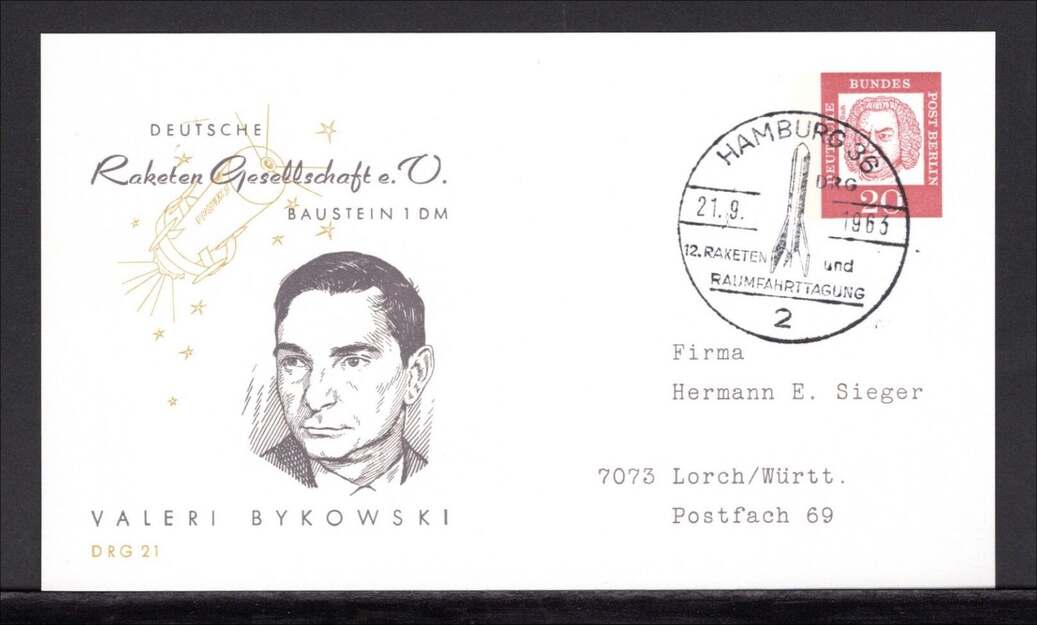 DEUTSCHE
Raketen Gesellschaft e. V.
BAUSTEIN 1 DM
VALERI BYKOWSKI
DRG 21
BUNDES
DEUTSCHE
POST BERLIN
20
HAMBURG 36
DRG
21.9.
1963
12. RAKETEN
und
RAUMFAHRTTAGUNG
2
Firma
Hermann E. Sieger
7073 Lorch/Württ.
Postfach 69